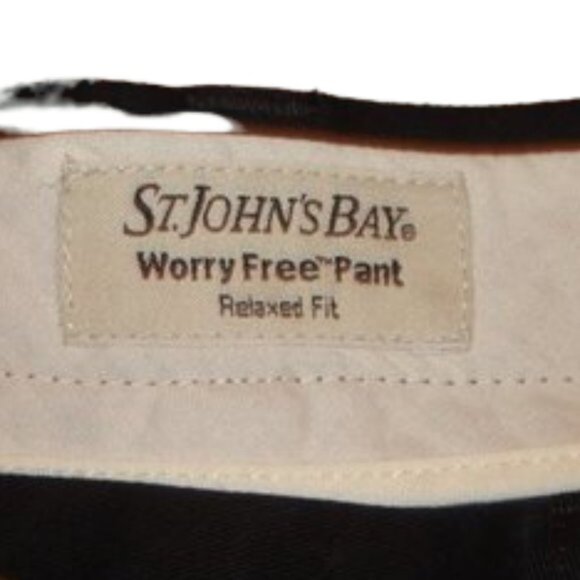 ST. JOHN'S BAY®
Worry Free™ Pant
Relaxed Fit